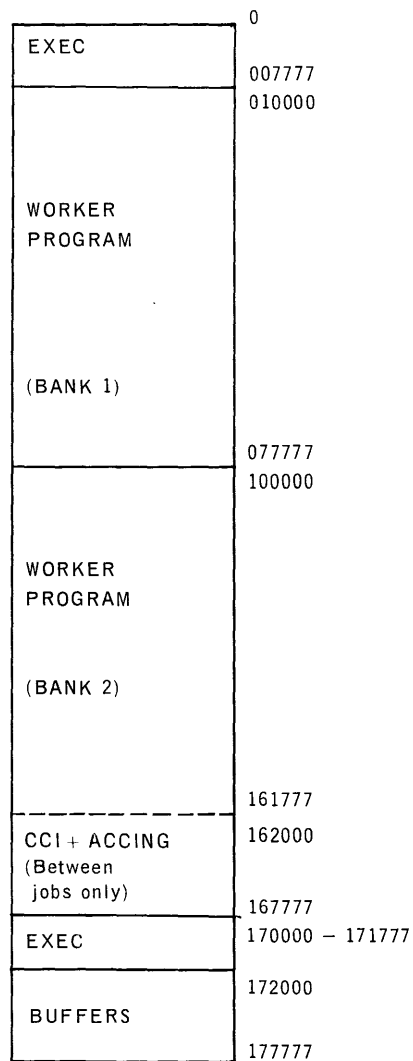 0
EXEC
007777
010000
WORKER
PROGRAM
(BANK 1)
077777
100000
WORKER
PROGRAM
(BANK 2)
161777
CCI + ACCING
162000
(Between
jobs only)
167777
EXEC
170000 – 171777
172000
BUFFERS
177777